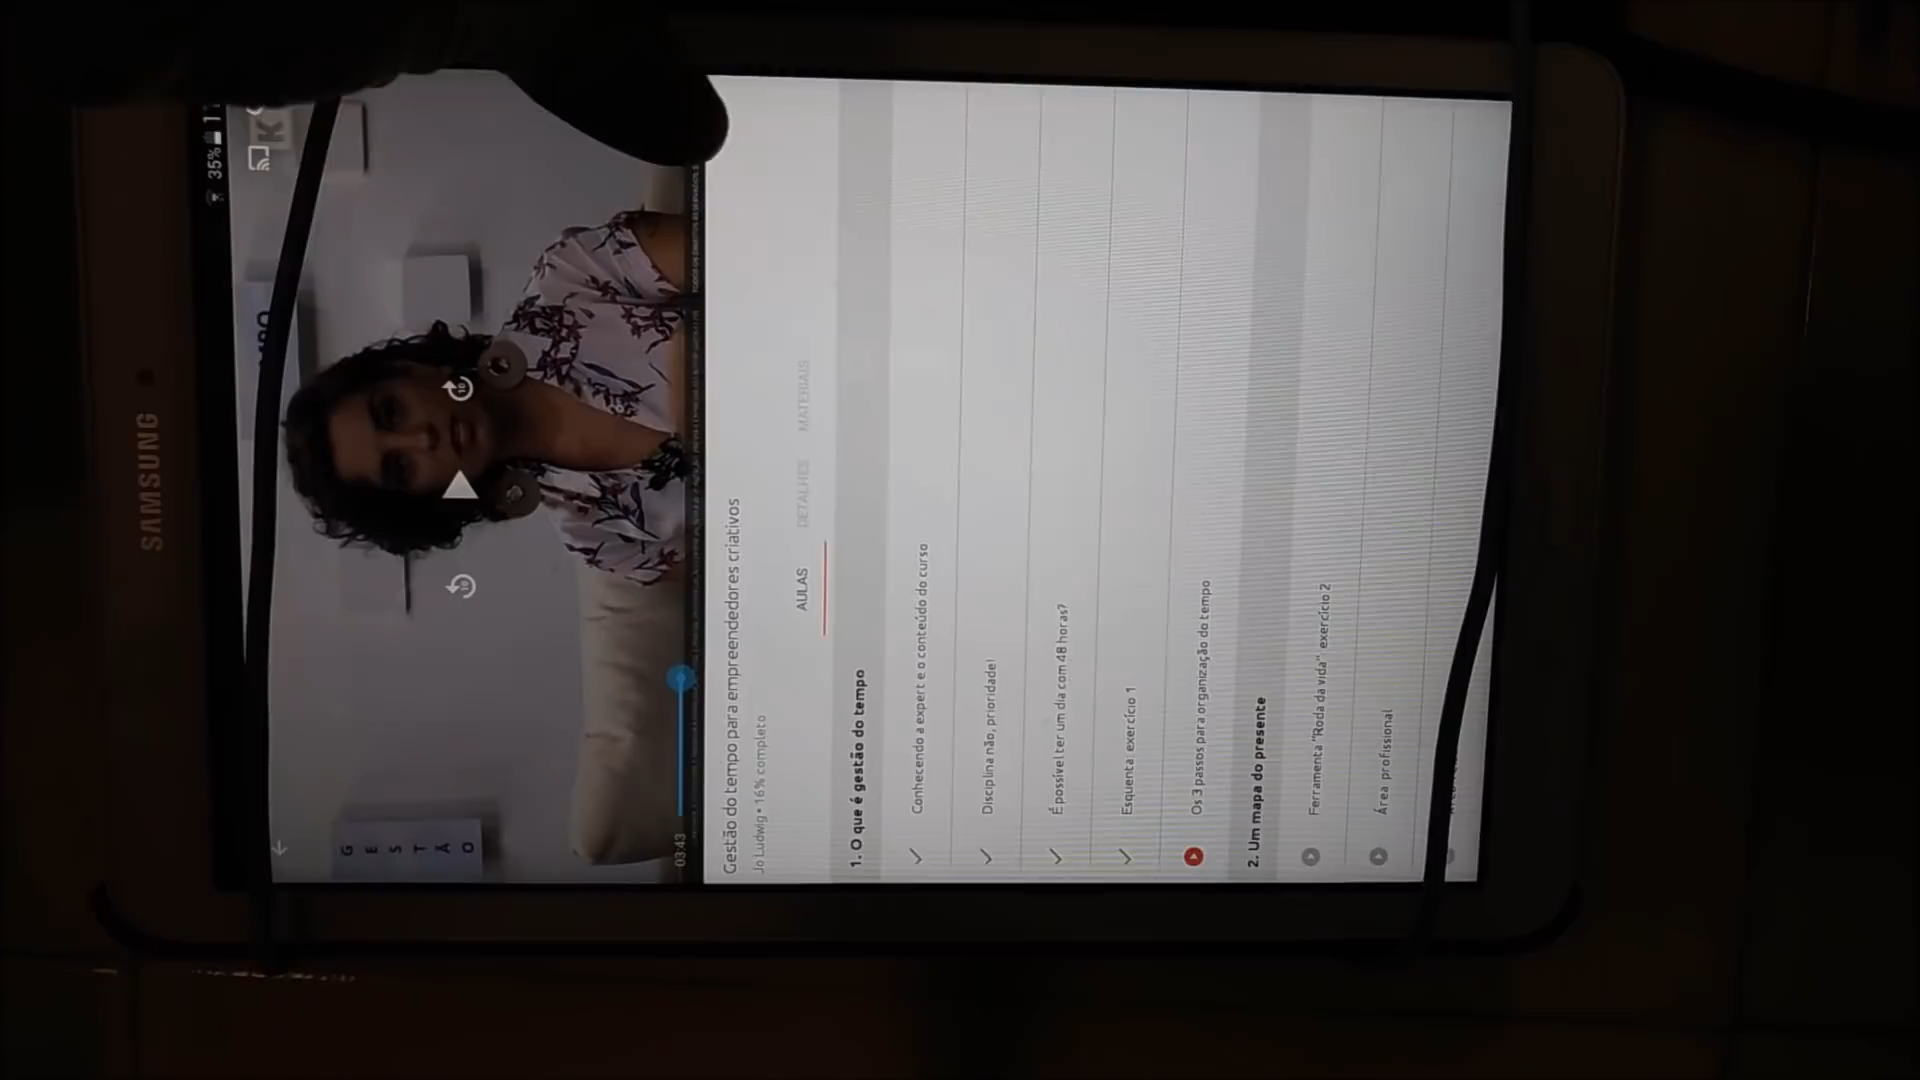 SAMSUNG
35%
K
G
E
S
T
Ã
O
10
10
03:43
Gestão do tempo para empreendedores criativos
Jo Ludwig • 16% completo
AULAS DETALHES MATERIAIS
1. O que é gestão do tempo
Conhecendo a expert e o conteúdo do curso
Disciplina não, prioridade!
É possível ter um dia com 48 horas?
Esquenta: exercício 1
Os 3 passos para organização do tempo
2. Um mapa do presente
Ferramenta "Roda da vida": exercício 2
Área profissional